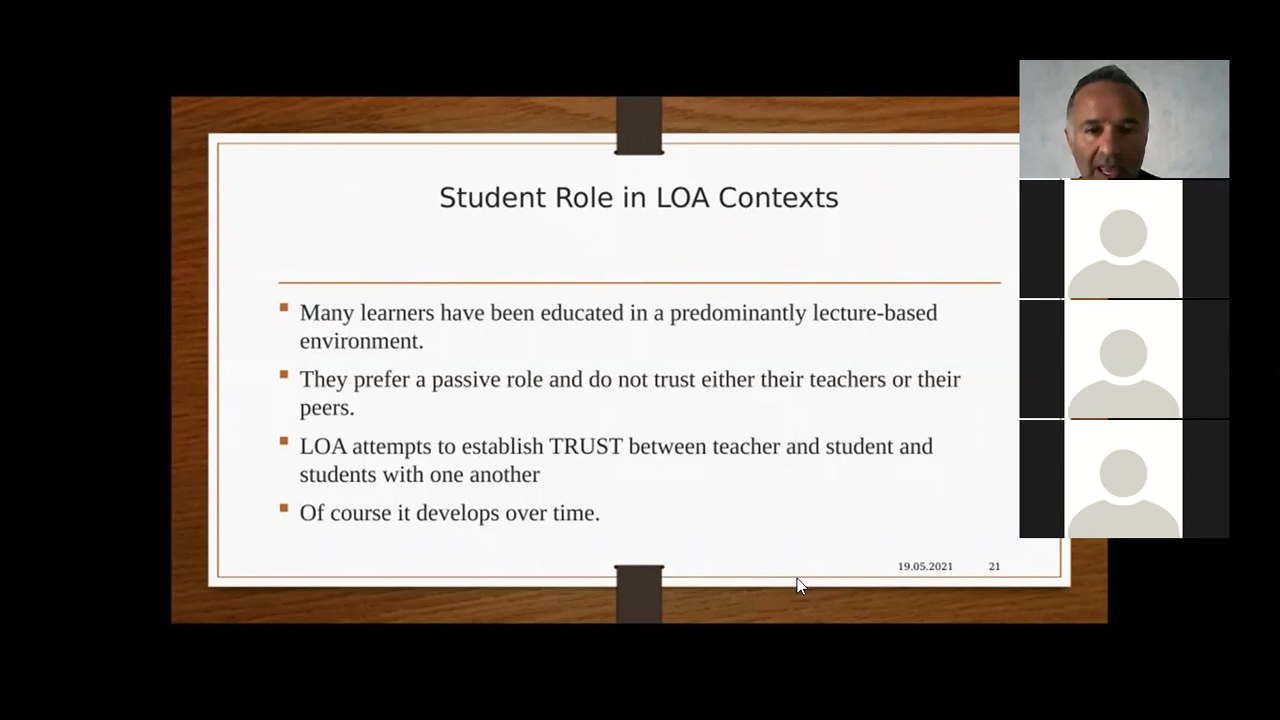 Student Role in LOA Contexts
Many learners have been educated in a predominantly lecture-based
environment.
They prefer a passive role and do not trust either their teachers or their
peers.
LOA attempts to establish TRUST between teacher and student and
students with one another
Of course it develops over time.
19.05.2021 21